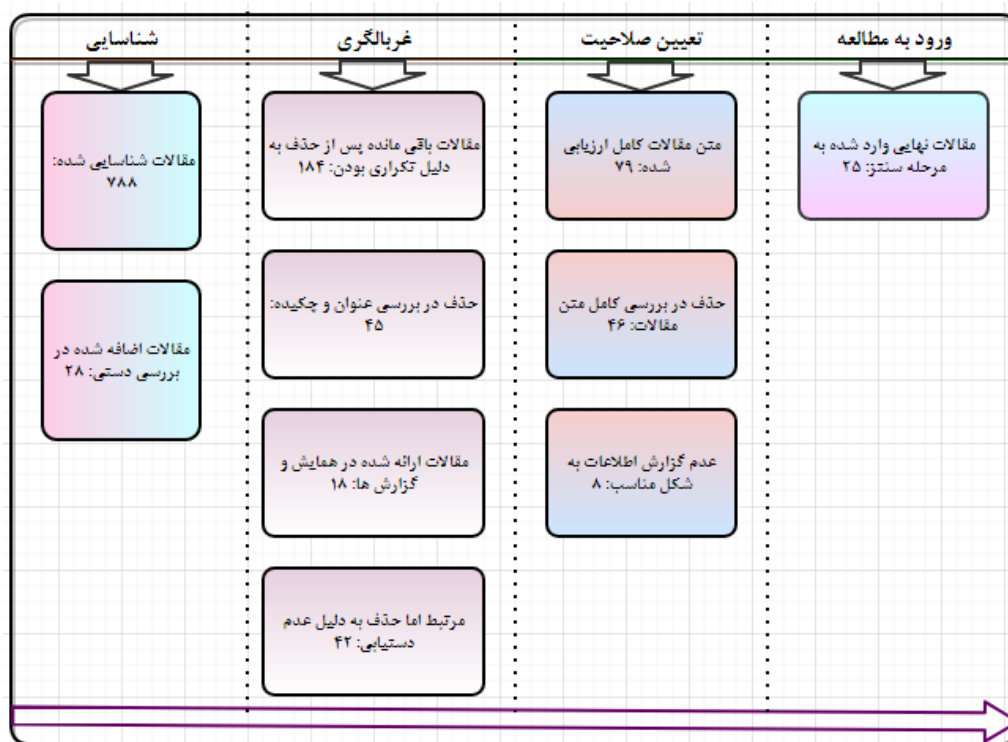 شناسایی
غربالگری
تعیین صلاحیت
ورود به مطالعه
مقالات شناسایی شده:
۷۸۸
مقالات اضافه شده در
بررسی دستی: ۲۸
مقالات باقی مانده پس از حذف به
دلیل تکراری بودن: ۱۸۴
حذف در بررسی عنوان و چکیده:
۴۵
مقالات ارائه شده در همایش و
گزارش ها: ۱۸
مرتبط اما حذف به دلیل عدم
دستیابی: ۴۲
متن مقالات کامل ارزیابی
شده: ۷۹
حذف در بررسی کامل متن
مقالات: ۴۶
عدم گزارش اطلاعات به
شکل مناسب: ۸
مقالات نهایی وارد شده به
مرحله سنتز: ۲۵